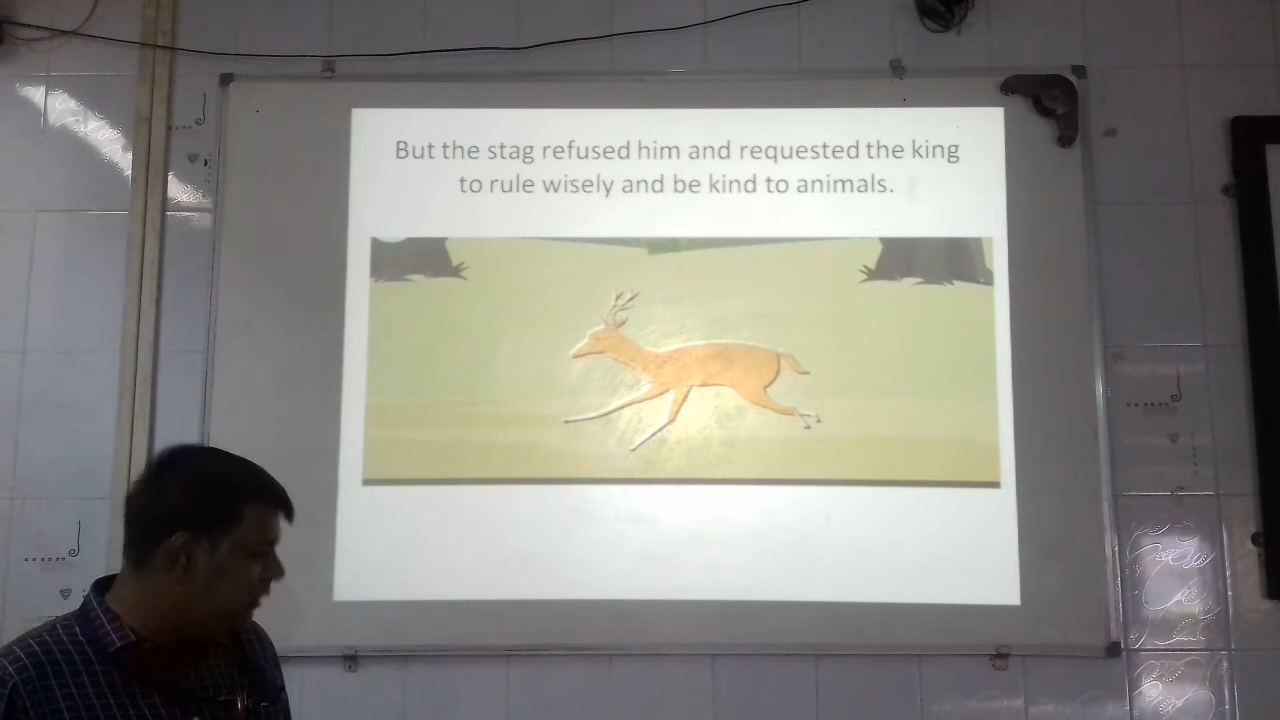 But the stag refused him and requested the king
to rule wisely and be kind to animals.